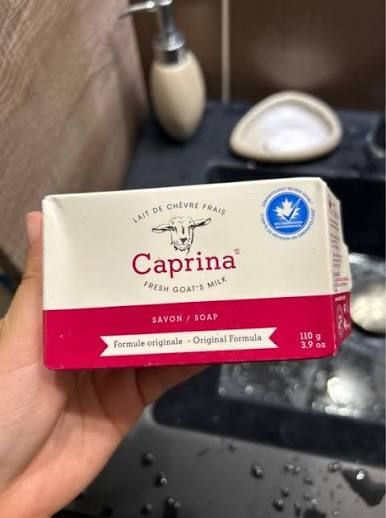 LAIT DE CHÈVRE FRAIS
Caprina
FRESH GOAT'S MILK
SAVON / SOAP
Formule originale - Original Formula
110 g
3.9 oz